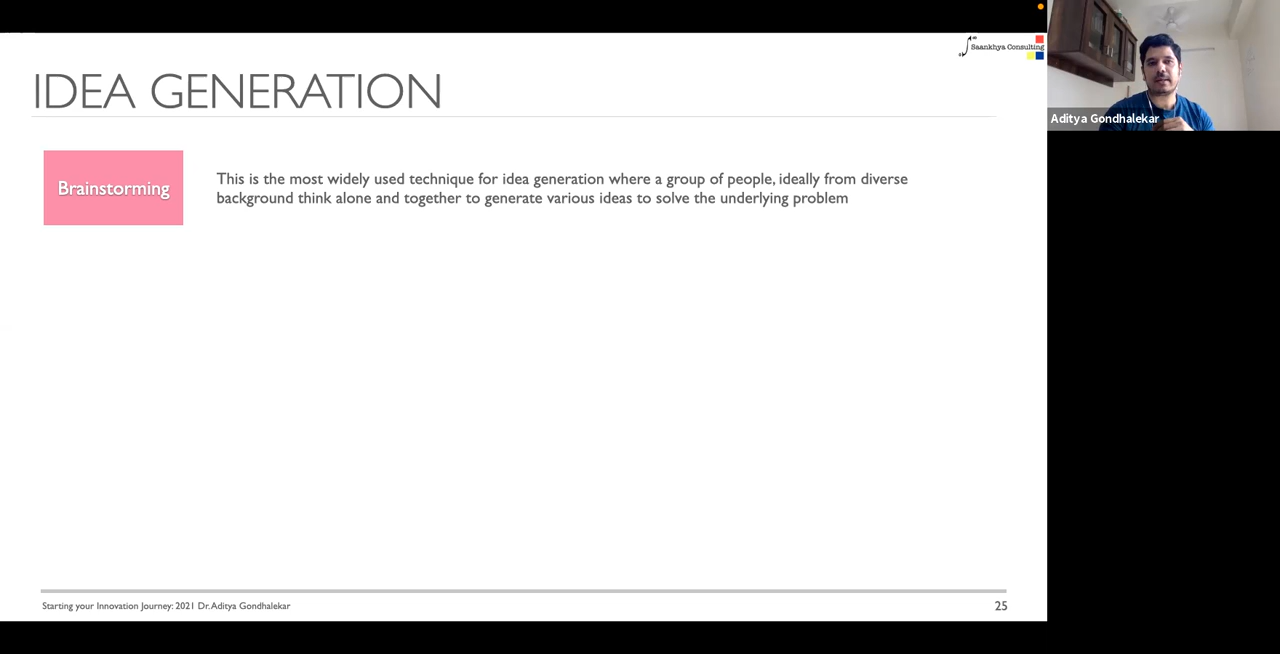 Saankhya Consulting
IDEA GENERATION
Aditya Gondhalekar
Brainstorming
This is the most widely used technique for idea generation where a group of people, ideally from diverse
background think alone and together to generate various ideas to solve the underlying problem
Starting your Innovation Journey: 2021 Dr. Aditya Gondhalekar
25